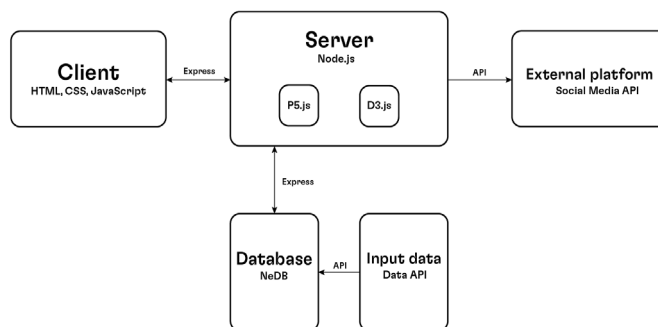 Client
HTML, CSS, JavaScript
Express
Server
Node.js
P5.js
D3.js
API
External platform
Social Media API
Express
Database
NeDB
API
Input data
Data API